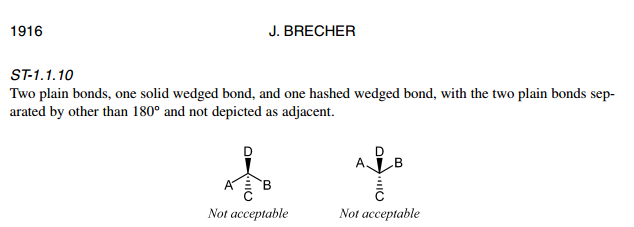 1916
J. BRECHER
ST-1.1.10
Two plain bonds, one solid wedged bond, and one hashed wedged bond, with the two plain bonds sep-
arated by other than 180° and not depicted as adjacent.
D D
A B A B
C C
Not acceptable Not acceptable